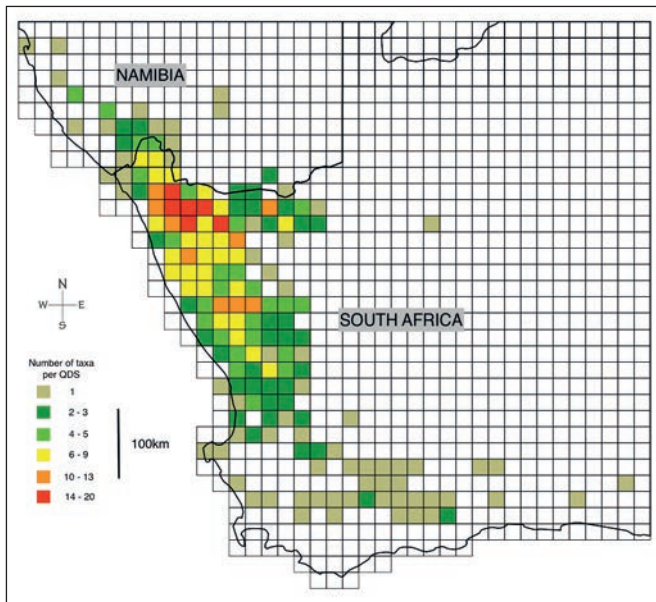 NAMIBIA
N
W E
S
SOUTH AFRICA
Number of taxa
per QDS
1
2 - 3
4 - 5
6 - 9
10 - 13
14 - 20
100km